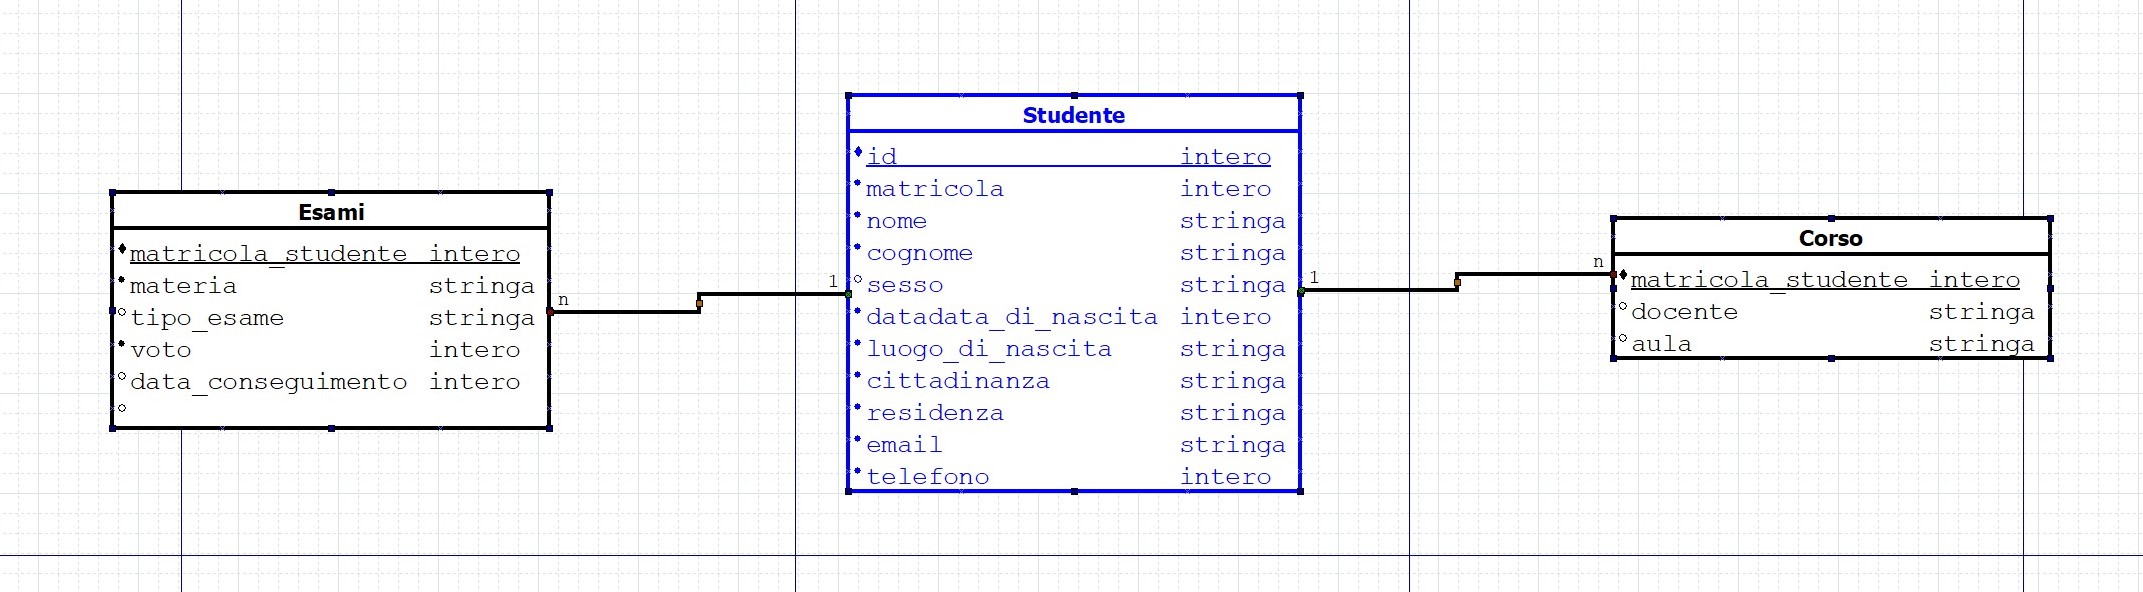 Esami
matricola_studente intero
materia stringa
tipo_esame stringa
voto intero
data_conseguimento intero
n
1
Studente
id intero
matricola intero
nome stringa
cognome stringa
sesso stringa
datadata_di_nascita intero
luogo_di_nascita stringa
cittadinanza stringa
residenza stringa
email stringa
telefono intero
1
n
Corso
matricola_studente intero
docente stringa
aula stringa